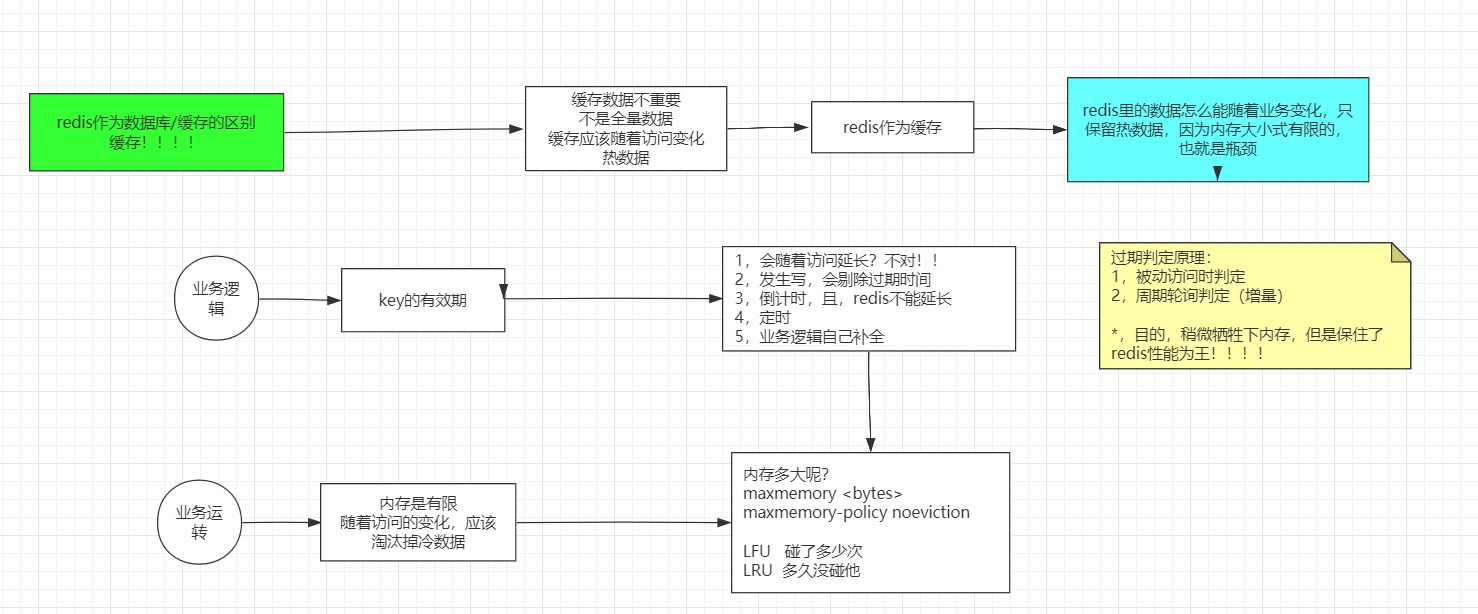 redis作为数据库/缓存的区别
缓存！！！！
缓存数据不重要
不是全量数据
缓存应该随着访问变化
热数据
redis作为缓存
redis里的数据怎么能随着业务变化，只
保留热数据，因为内存大小式有限的，
也就是瓶颈
业务逻
辑
key的有效期
1，会随着访问延长？不对！！
2，发生写，会剔除过期时间
3，倒计时，且，redis不能延长
4，定时
5，业务逻辑自己补全
过期判定原理：
1，被动访问时判定
2，周期轮询判定（增量）
*，目的，稍微牺牲下内存，但是保住了
redis性能为王！！！！
业务运
转
内存是有限
随着访问的变化，应该
淘汰掉冷数据
内存多大呢？
maxmemory <bytes>
maxmemory-policy noeviction
LFU 碰了多少次
LRU 多久没碰他